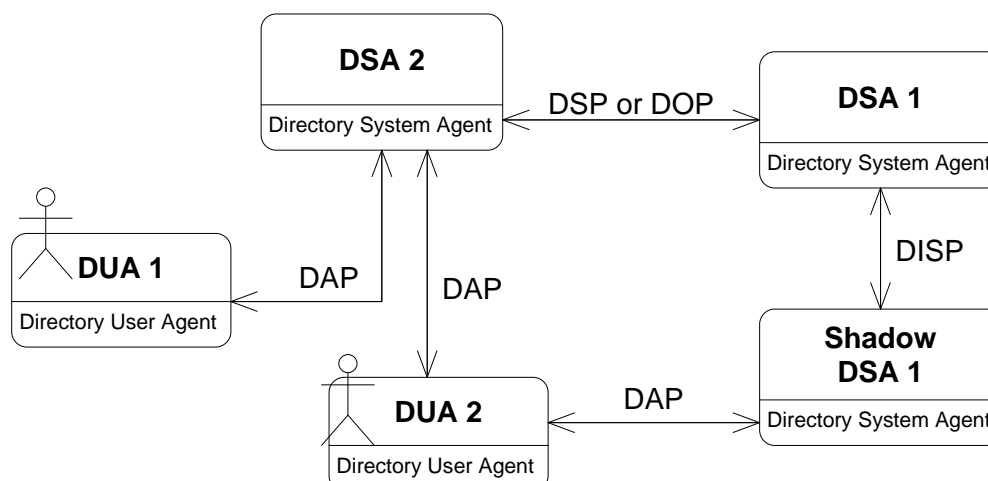 DSA 2
Directory System Agent
DSP or DOP
DSA 1
Directory System Agent
DUA 1
Directory User Agent
DAP
DAP
DISP
DUA 2
Directory User Agent
DAP
Shadow
DSA 1
Directory System Agent